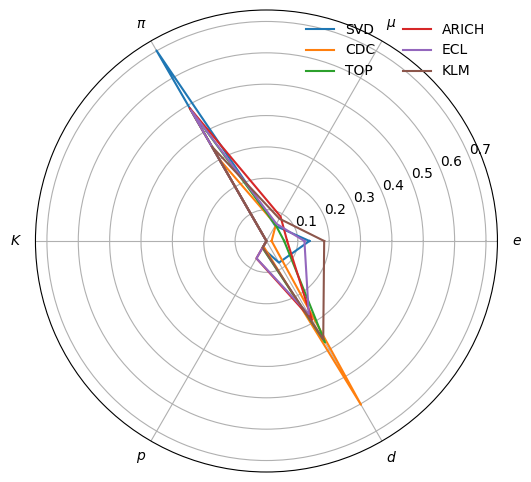 π
μ
SVD ARICH
CDC ECL
TOP KLM
0.7
0.6
0.5
0.4
0.3
0.2
0.1
K
e
p
d